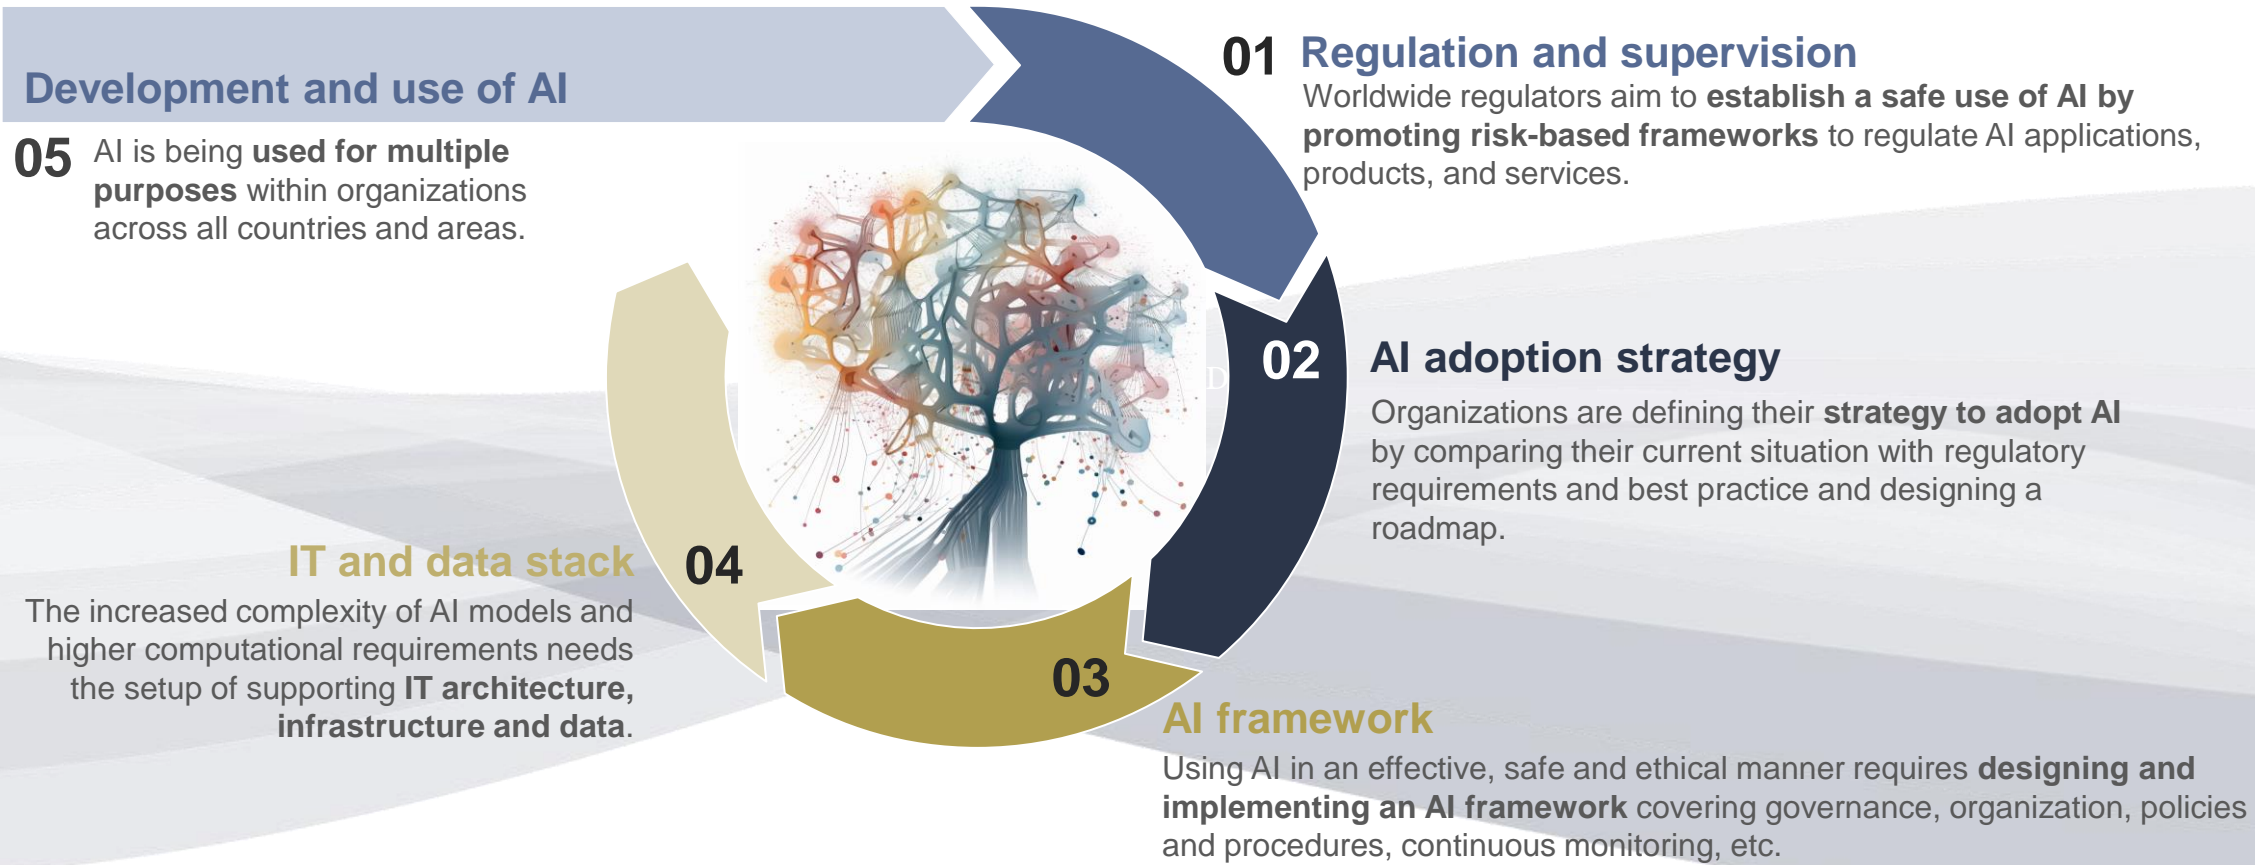 Development and use of AI
05
AI is being used for multiple
purposes within organizations
across all countries and areas.
01
Regulation and supervision
Worldwide regulators aim to establish a safe use of AI by
promoting risk-based frameworks to regulate AI applications,
products, and services.
02
AI adoption strategy
Organizations are defining their strategy to adopt AI
by comparing their current situation with regulatory
requirements and best practice and designing a
roadmap.
D
03
AI framework
Using AI in an effective, safe and ethical manner requires designing and
implementing an AI framework covering governance, organization, policies
and procedures, continuous monitoring, etc.
04
IT and data stack
The increased complexity of AI models and
higher computational requirements needs
the setup of supporting IT architecture,
infrastructure and data.